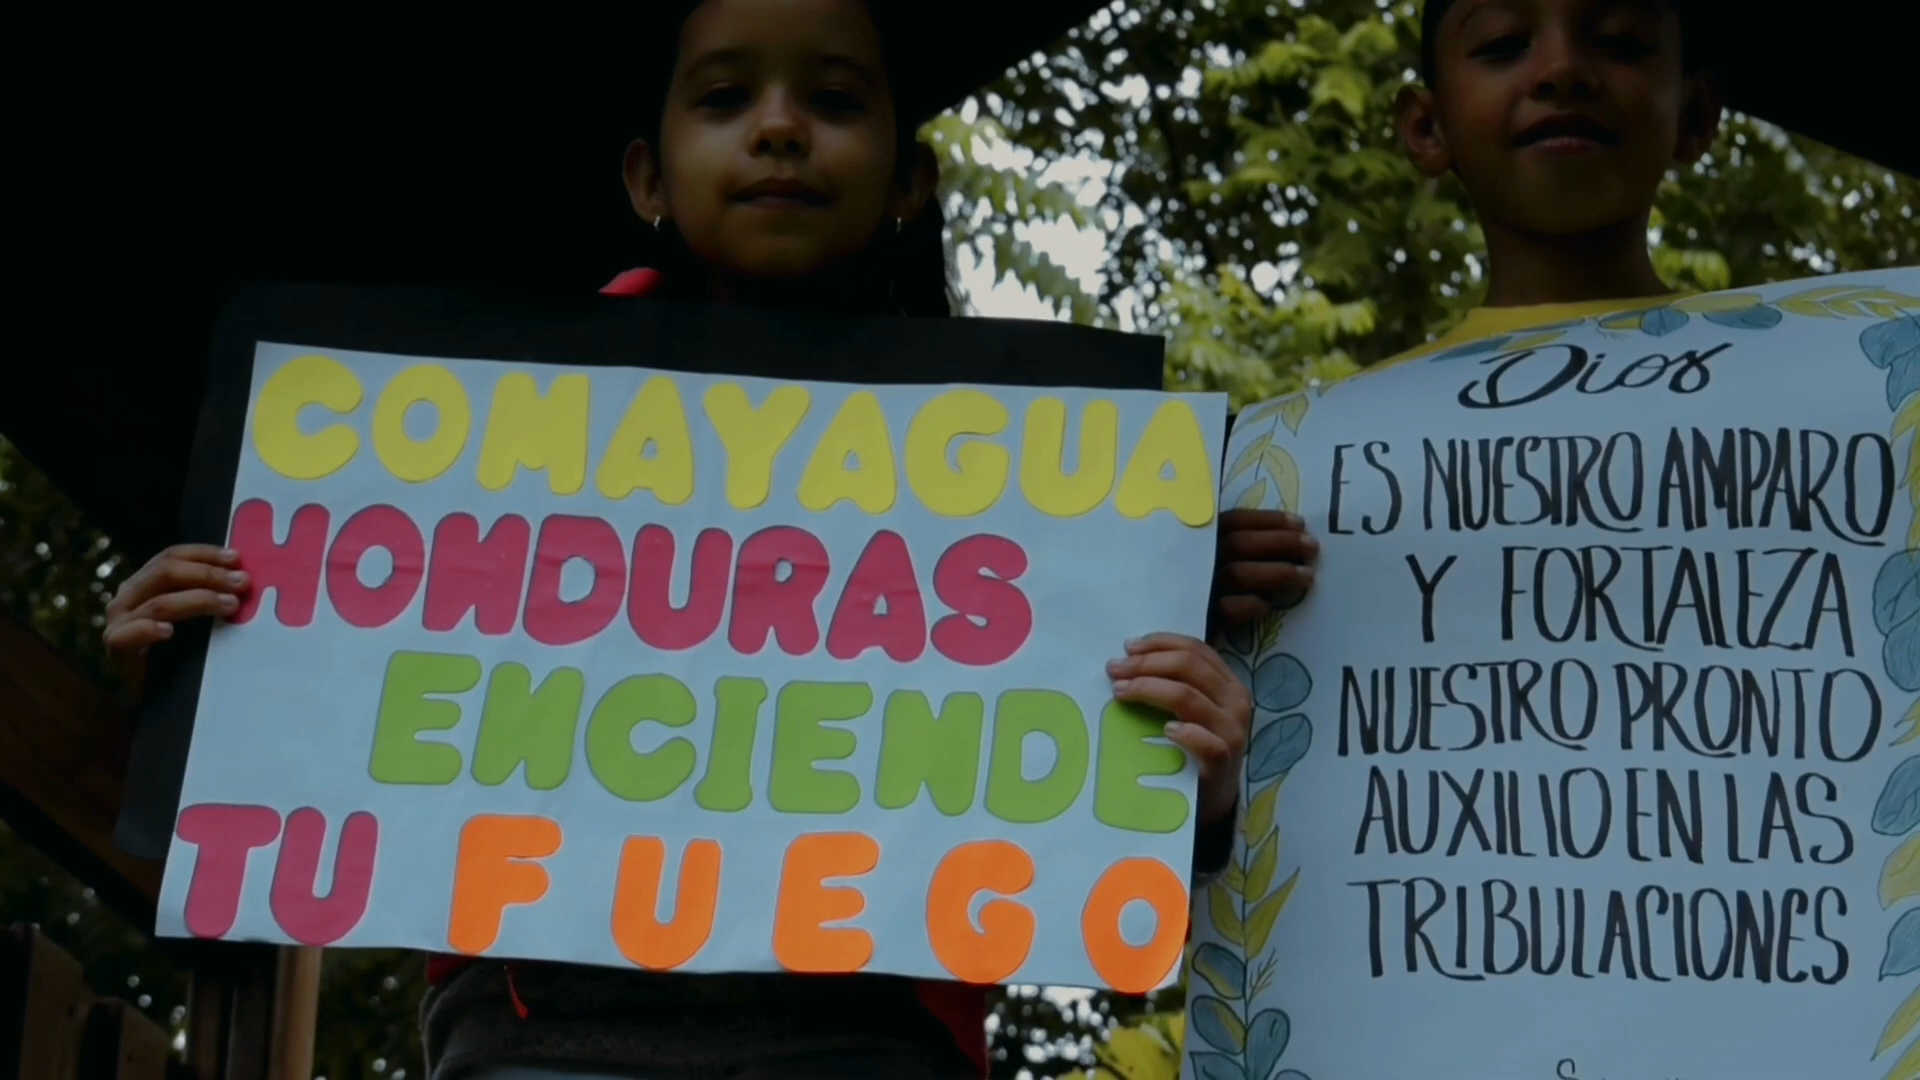 COMAYAGUA
HONDURAS
ENCIENDE
TU FUEGO
Dios
ES NUESTRO AMPARO
Y FORTALEZA
NUESTRO PRONTO
AUXILIO EN LAS
TRIBULACIONES